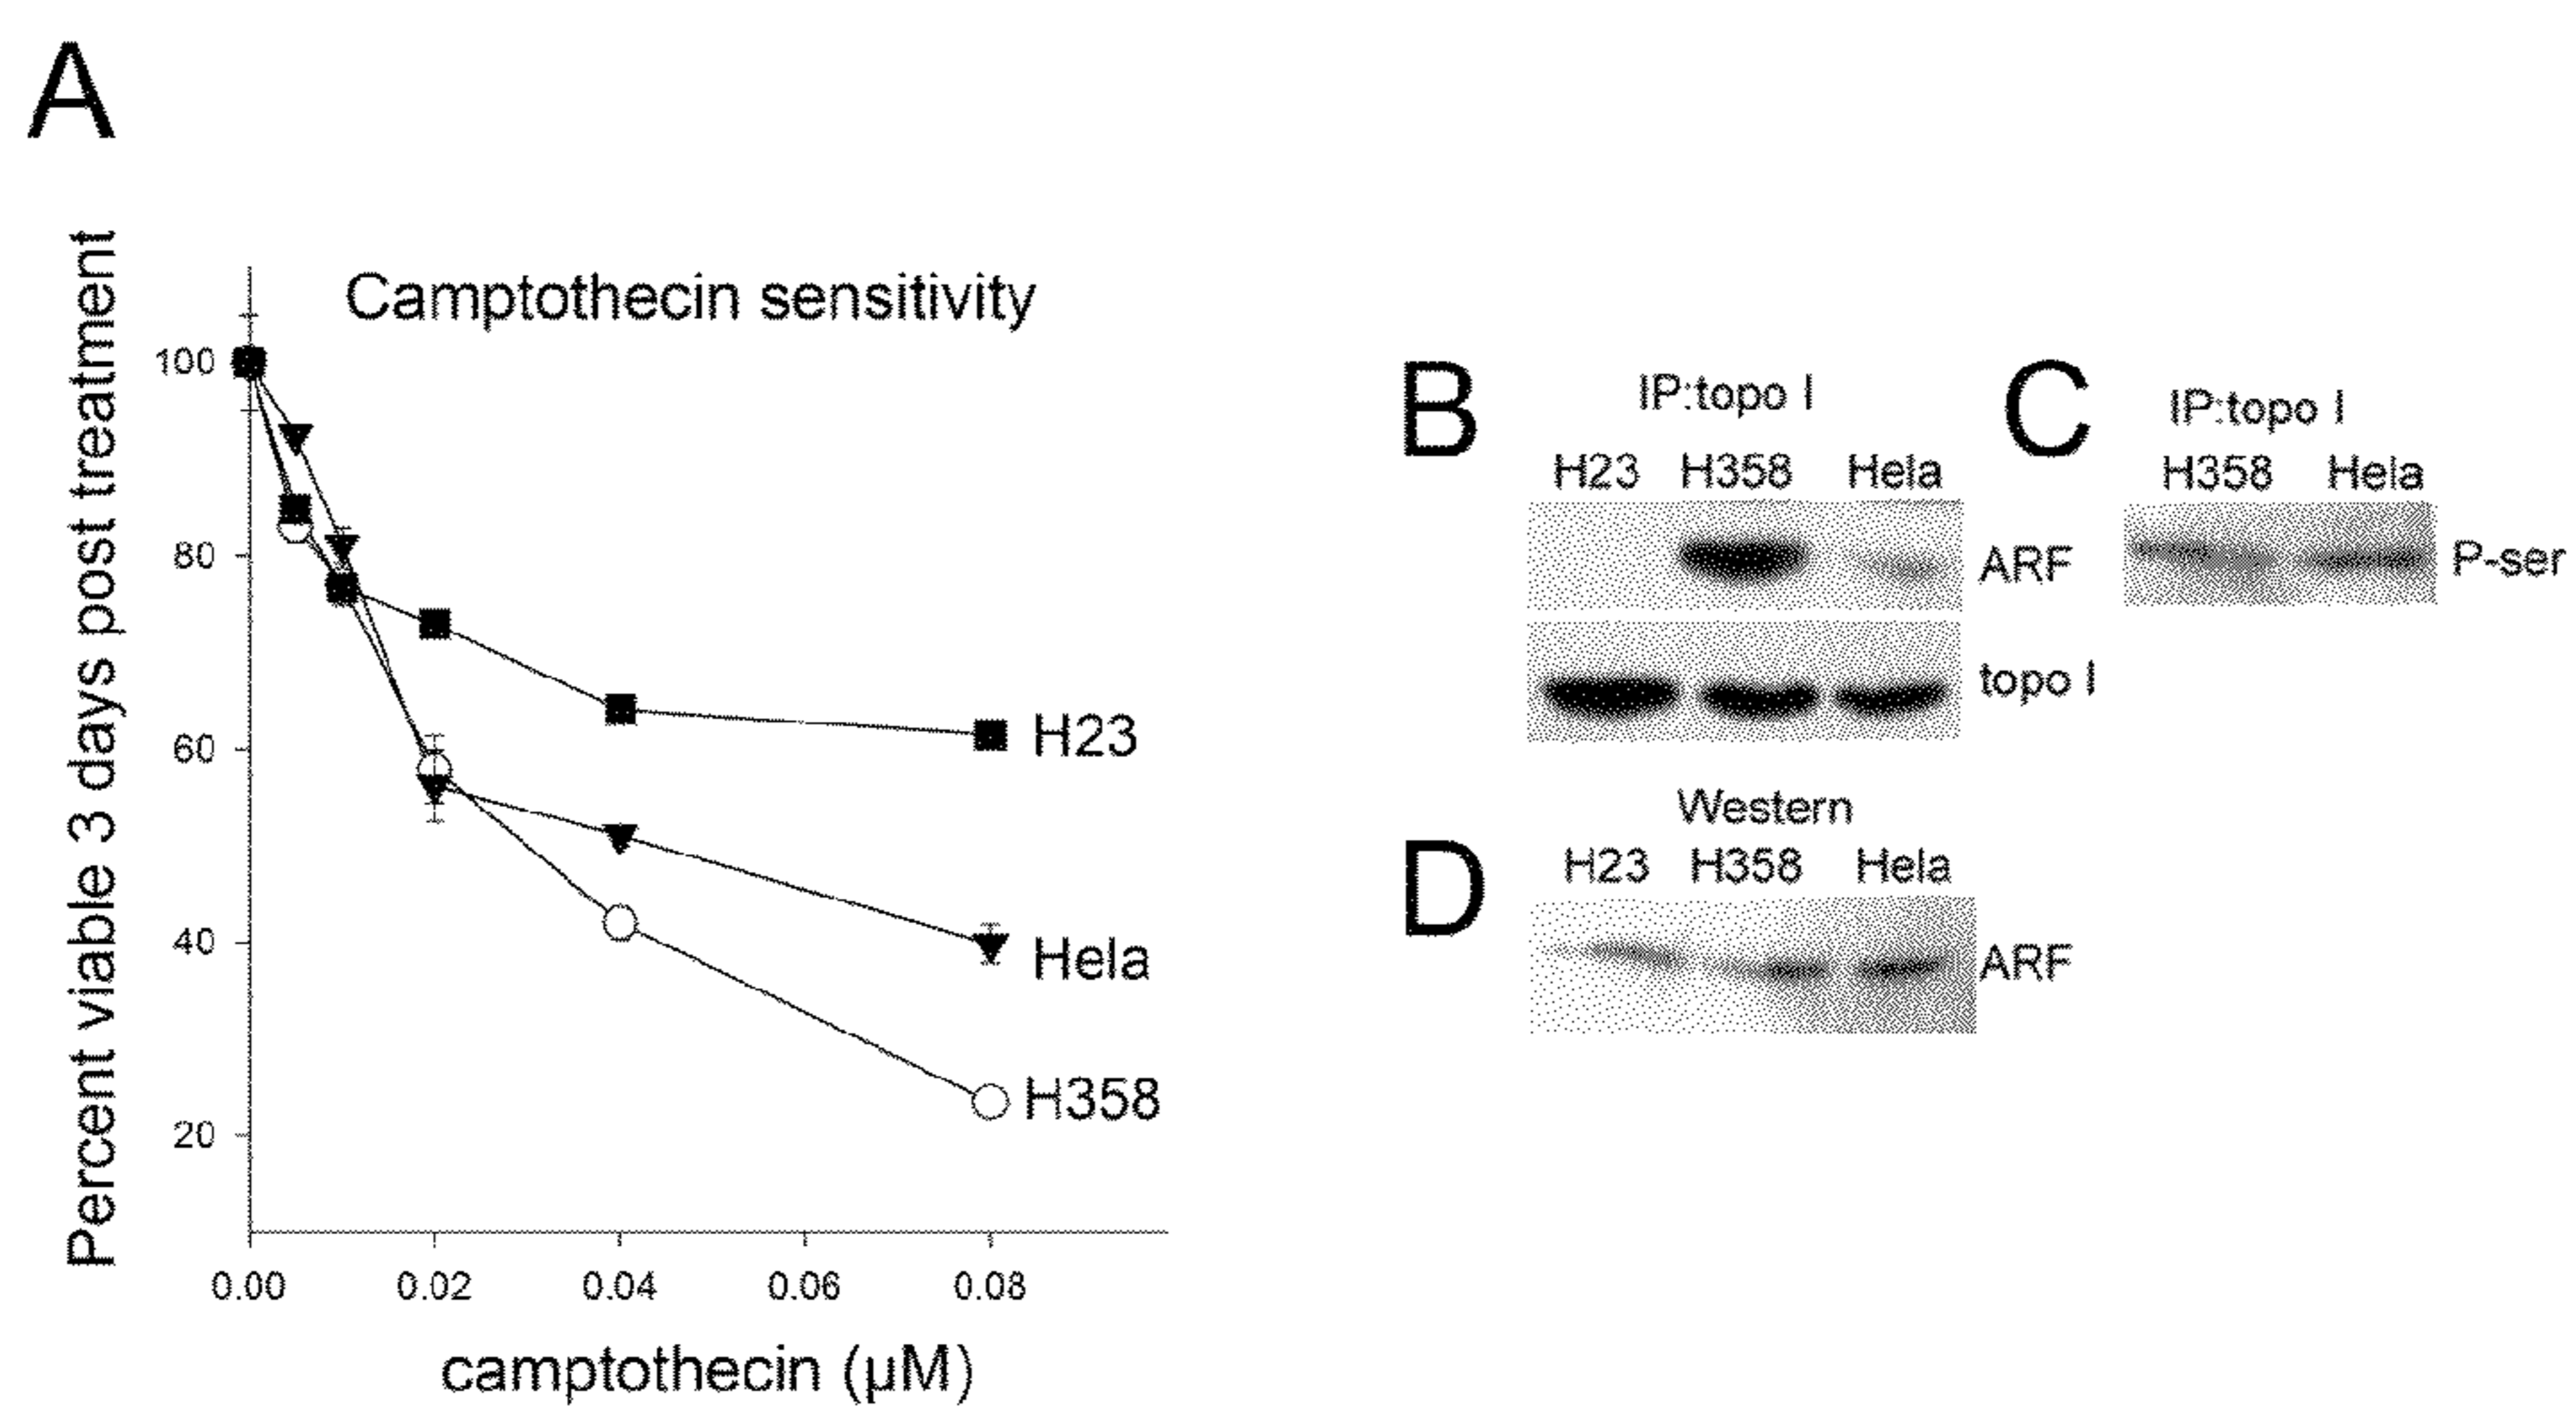 A
Camptothecin sensitivity
Percent viable 3 days post treatment
100
80
60
40
20
H23
Hela
H358
0.00 0.02 0.04 0.06 0.08
camptothecin (µM)
B
IP:topo I
H23 H358 Hela
ARF
topo I
C
IP:topo I
H358 Hela
P-ser
D
Western
H23 H358 Hela
ARF